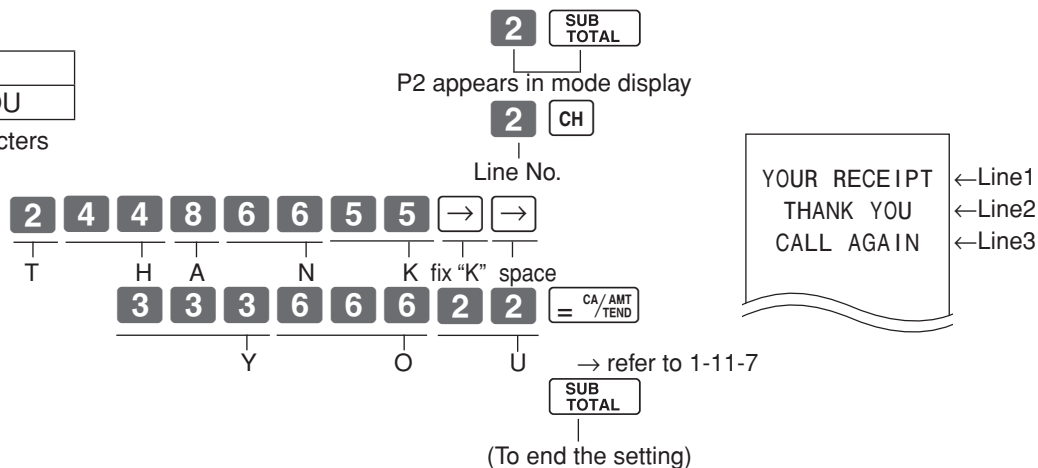 2 SUB TOTAL
P2 appears in mode display
2 CH
Line No.
OU
cters
2 4 4 8 6 6 5 5 → →
T H A N K fix “K” space
3 3 3 6 6 6 2 2 = CA/AMT TEND
Y O U → refer to 1-11-7
SUB TOTAL
(To end the setting)
YOUR RECEIPT ←Line1
THANK YOU ←Line2
CALL AGAIN ←Line3